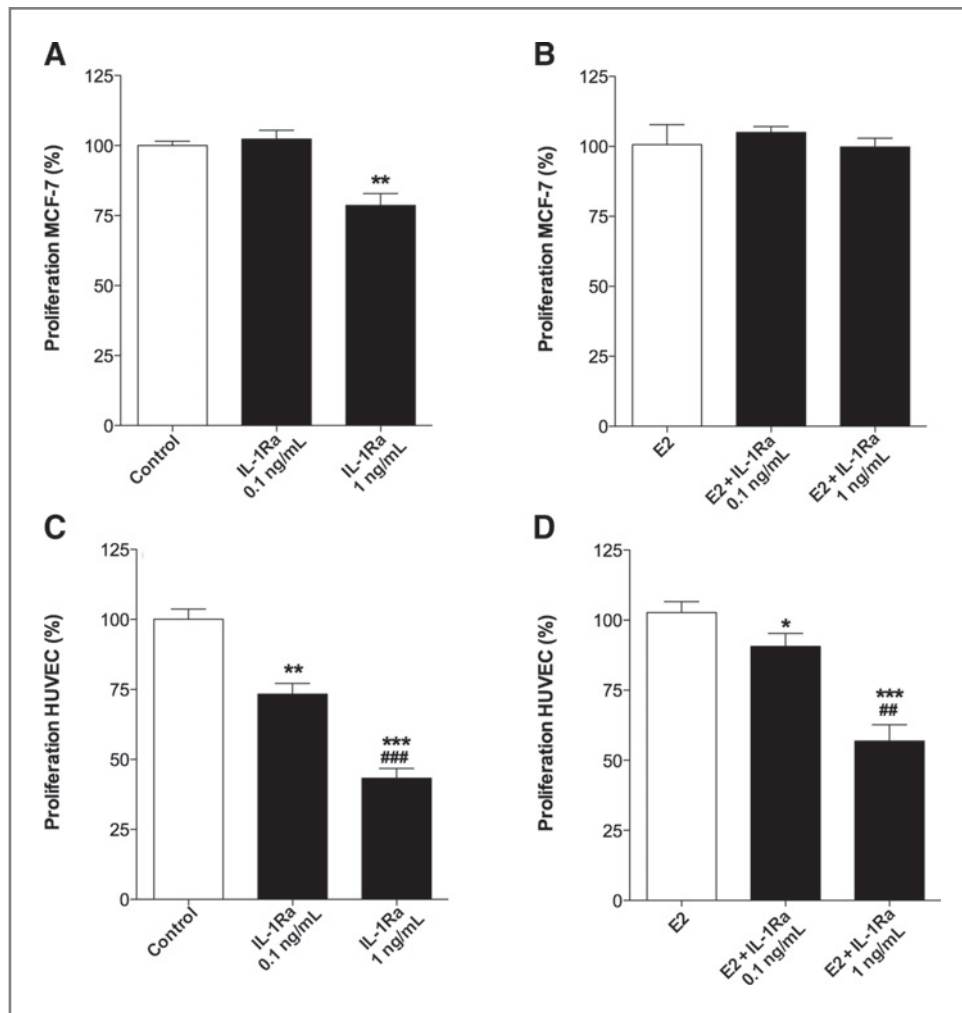 A
Proliferation MCF-7 (%)
125
100
75
50
25
0
**
Control
IL-1Ra
0.1 ng/mL
IL-1Ra
1 ng/mL
B
Proliferation MCF-7 (%)
125
100
75
50
25
0
E2
E2 + IL-1Ra
0.1 ng/mL
E2 + IL-1Ra
1 ng/mL
C
Proliferation HUVEC (%)
125
100
75
50
25
0
**
***
###
Control
IL-1Ra
0.1 ng/mL
IL-1Ra
1 ng/mL
D
Proliferation HUVEC (%)
125
100
75
50
25
0
*
***
##
E2
E2 + IL-1Ra
0.1 ng/mL
E2 + IL-1Ra
1 ng/mL